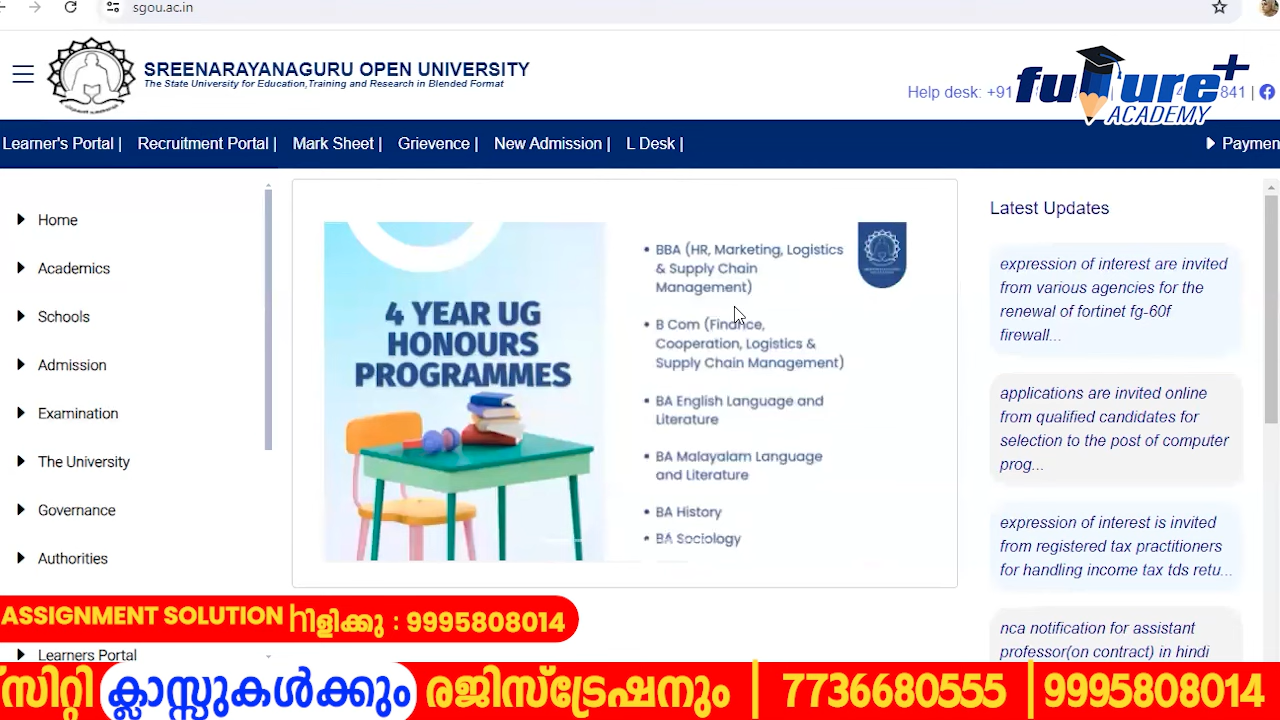 sgou.ac.in
SREENARAYANAGURU OPEN UNIVERSITY
The State University for Education,Training and Research in Blended Format
Help desk: +91
841 |
future+
ACADEMY
Learner's Portal | Recruitment Portal | Mark Sheet | Grievence | New Admission | L Desk |
Paymen
Home
Academics
Schools
Admission
Examination
The University
Governance
Authorities
Learners Portal
4 YEAR UG
HONOURS
PROGRAMMES
• BBA (HR, Marketing, Logistics
& Supply Chain
Management)
• B Com (Finance,
Cooperation, Logistics &
Supply Chain Management)
• BA English Language and
Literature
• BA Malayalam Language
and Literature
• BA History
• BA Sociology
Latest Updates
expression of interest are invited
from various agencies for the
renewal of fortinet fg-60f
firewall...
applications are invited online
from qualified candidates for
selection to the post of computer
prog...
expression of interest is invited
from registered tax practitioners
for handling income tax tds retu...
nca notification for assistant
professor(on contract) in hindi
ASSIGNMENT SOLUTION : 9995808014
ക്ലാസ്സുകൾക്കും രജിസ്ട്രേഷനും | 7736680555 | 9995808014